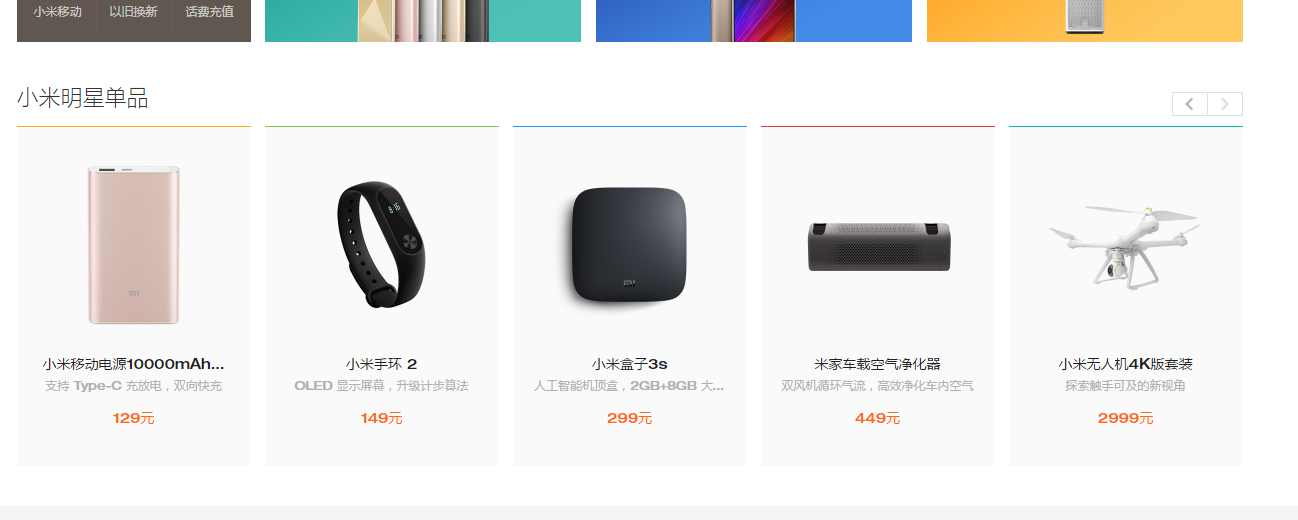 小米移动 以旧换新 话费充值
小米明星单品
小米移动电源10000mAh...
支持 Type-C 充放电，双向快充
129元
小米手环 2
OLED 显示屏幕，升级计步算法
149元
小米盒子3s
人工智能机顶盒，2GB+8GB 大...
299元
米家车载空气净化器
双风机循环气流，高效净化车内空气
449元
小米无人机4K版套装
探索触手可及的新视角
2999元